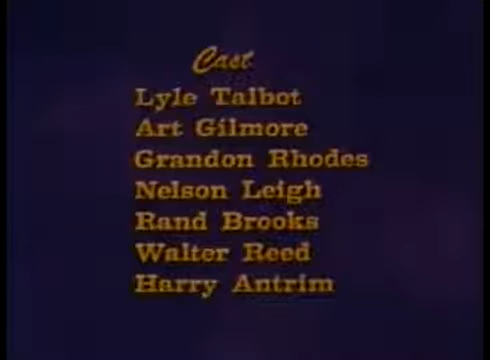 Cast
Lyle Talbot
Art Gilmore
Grandon Rhodes
Nelson Leigh
Rand Brooks
Walter Reed
Harry Antrim